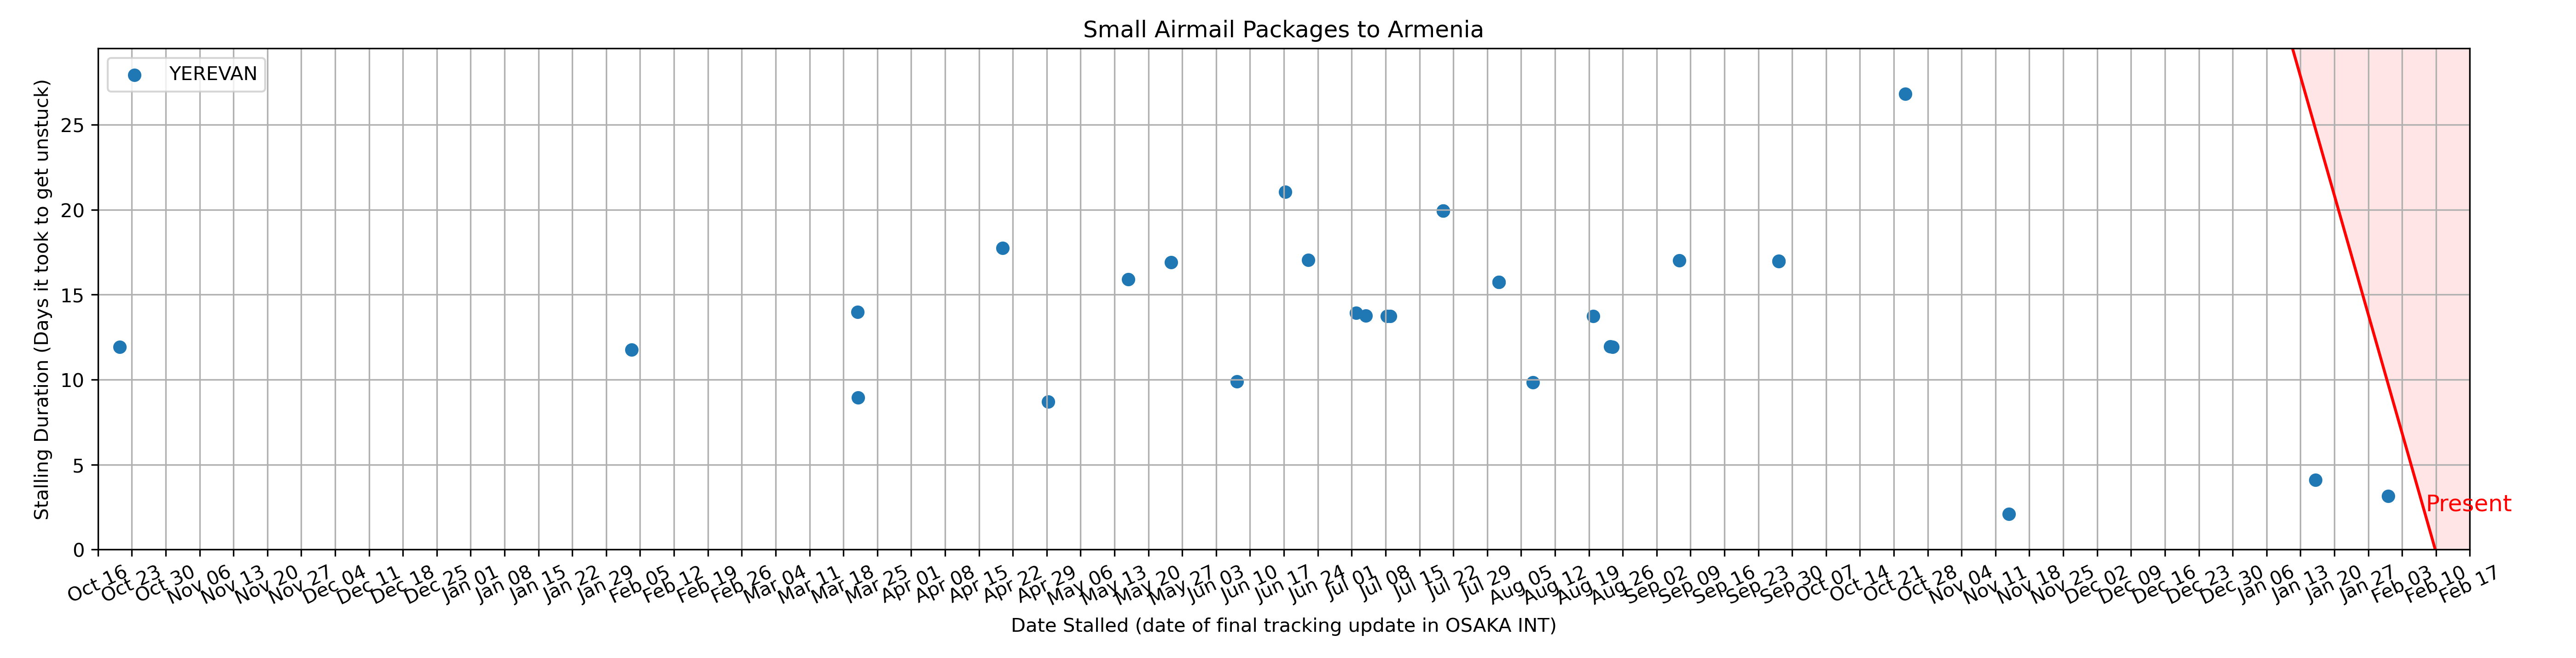 Small Airmail Packages to Armenia
YEREVAN
Stalling Duration (Days it took to get unstuck)
25
20
15
10
5
0
Present
Oct 16 Oct 23 Oct 30 Nov 06 Nov 13 Nov 20 Nov 27 Dec 04 Dec 11 Dec 18 Dec 25 Jan 01 Jan 08 Jan 15 Jan 22 Jan 29 Feb 05 Feb 12 Feb 19 Feb 26 Mar 04 Mar 11 Mar 18 Mar 25 Apr 01 Apr 08 Apr 15 Apr 22 Apr 29 May 06 May 13 May 20 May 27 Jun 03 Jun 10 Jun 17 Jun 24 Jul 01 Jul 08 Jul 15 Jul 22 Jul 29 Aug 05 Aug 12 Aug 19 Aug 26 Sep 02 Sep 09 Sep 16 Sep 23 Sep 30 Oct 07 Oct 14 Oct 21 Oct 28 Nov 04 Nov 11 Nov 18 Nov 25 Dec 02 Dec 09 Dec 16 Dec 23 Dec 30 Jan 06 Jan 13 Jan 20 Jan 27 Feb 03 Feb 10 Feb 17
Date Stalled (date of final tracking update in OSAKA INT)